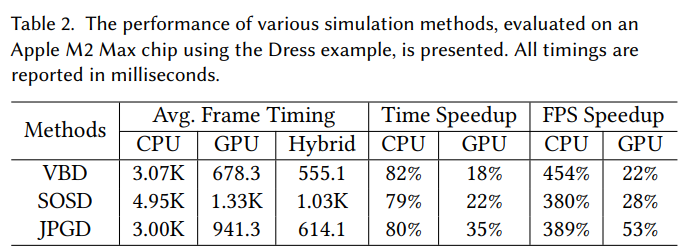 Table 2. The performance of various simulation methods, evaluated on an
Apple M2 Max chip using the Dress example, is presented. All timings are
reported in milliseconds.
Methods Avg. Frame Timing Time Speedup FPS Speedup
CPU GPU Hybrid CPU GPU CPU GPU
VBD 3.07K 678.3 555.1 82% 18% 454% 22%
SOSD 4.95K 1.33K 1.03K 79% 22% 380% 28%
JPGD 3.00K 941.3 614.1 80% 35% 389% 53%